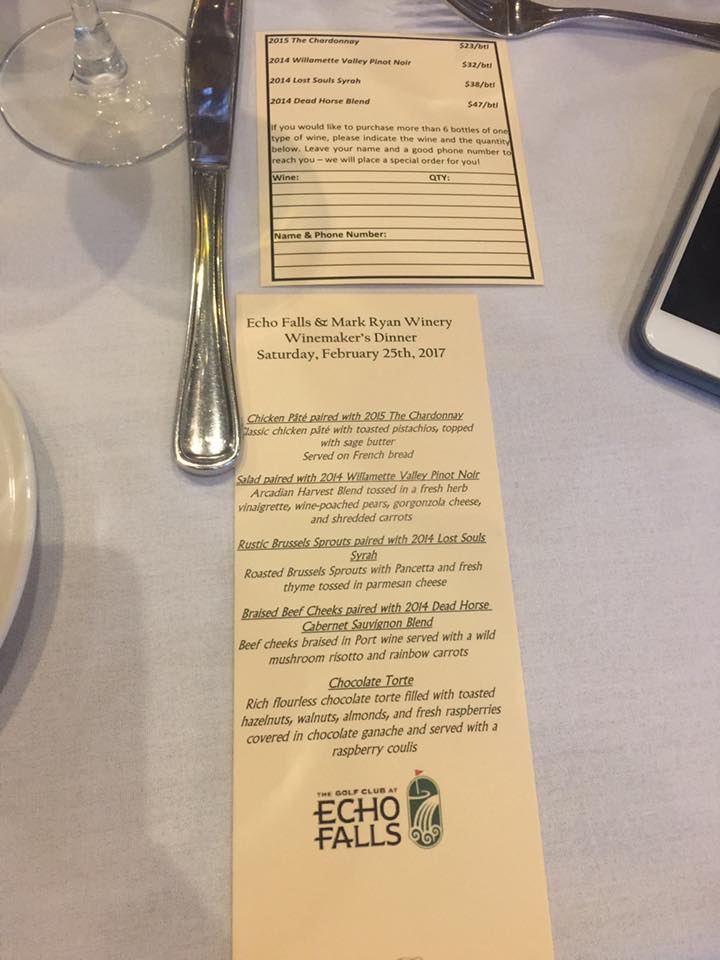 2015 The Chardonnay $23/btl
2014 Willamette Valley Pinot Noir $32/btl
2014 Lost Souls Syrah $38/btl
2014 Dead Horse Blend $47/btl
If you would like to purchase more than 6 bottles of one
type of wine, please indicate the wine and the quantity
below. Leave your name and a good phone number to
reach you – we will place a special order for you!
Wine: QTY:
Name & Phone Number:
Echo Falls & Mark Ryan Winery
Winemaker's Dinner
Saturday, February 25th, 2017
Chicken Pâté paired with 2015 The Chardonnay
Classic chicken pâté with toasted pistachios, topped
with sage butter
Served on French bread
Salad paired with 2014 Willamette Valley Pinot Noir
Arcadian Harvest Blend tossed in a fresh herb
vinaigrette, wine-poached pears, gorgonzola cheese,
and shredded carrots
Rustic Brussels Sprouts paired with 2014 Lost Souls
Syrah
Roasted Brussels Sprouts with Pancetta and fresh
thyme tossed in parmesan cheese
Braised Beef Cheeks paired with 2014 Dead Horse
Cabernet Sauvignon Blend
Beef cheeks braised in Port wine served with a wild
mushroom risotto and rainbow carrots
Chocolate Torte
Rich flourless chocolate torte filled with toasted
hazelnuts, walnuts, almonds, and fresh raspberries
covered in chocolate ganache and served with a
raspberry coulis
THE GOLF CLUB AT
ECHO
FALLS